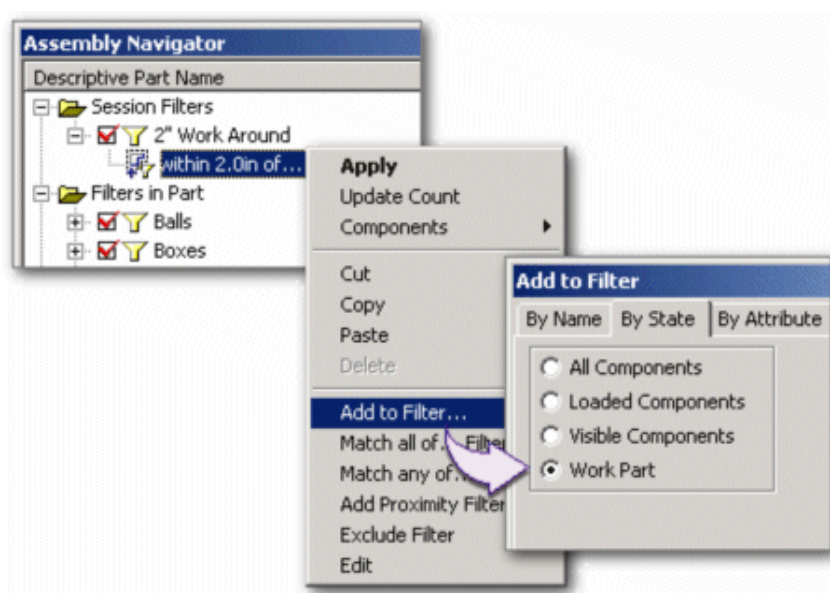 Assembly Navigator
Descriptive Part Name
Session Filters
2" Work Around
within 2.0in of...
Filters in Part
Balls
Boxes
Apply
Update Count
Components
Cut
Copy
Paste
Delete
Add to Filter...
Match all of...
Match any of...
Add Proximity Filter
Exclude Filter
Edit
Add to Filter
By Name By State By Attribute
All Components
Loaded Components
Visible Components
Work Part